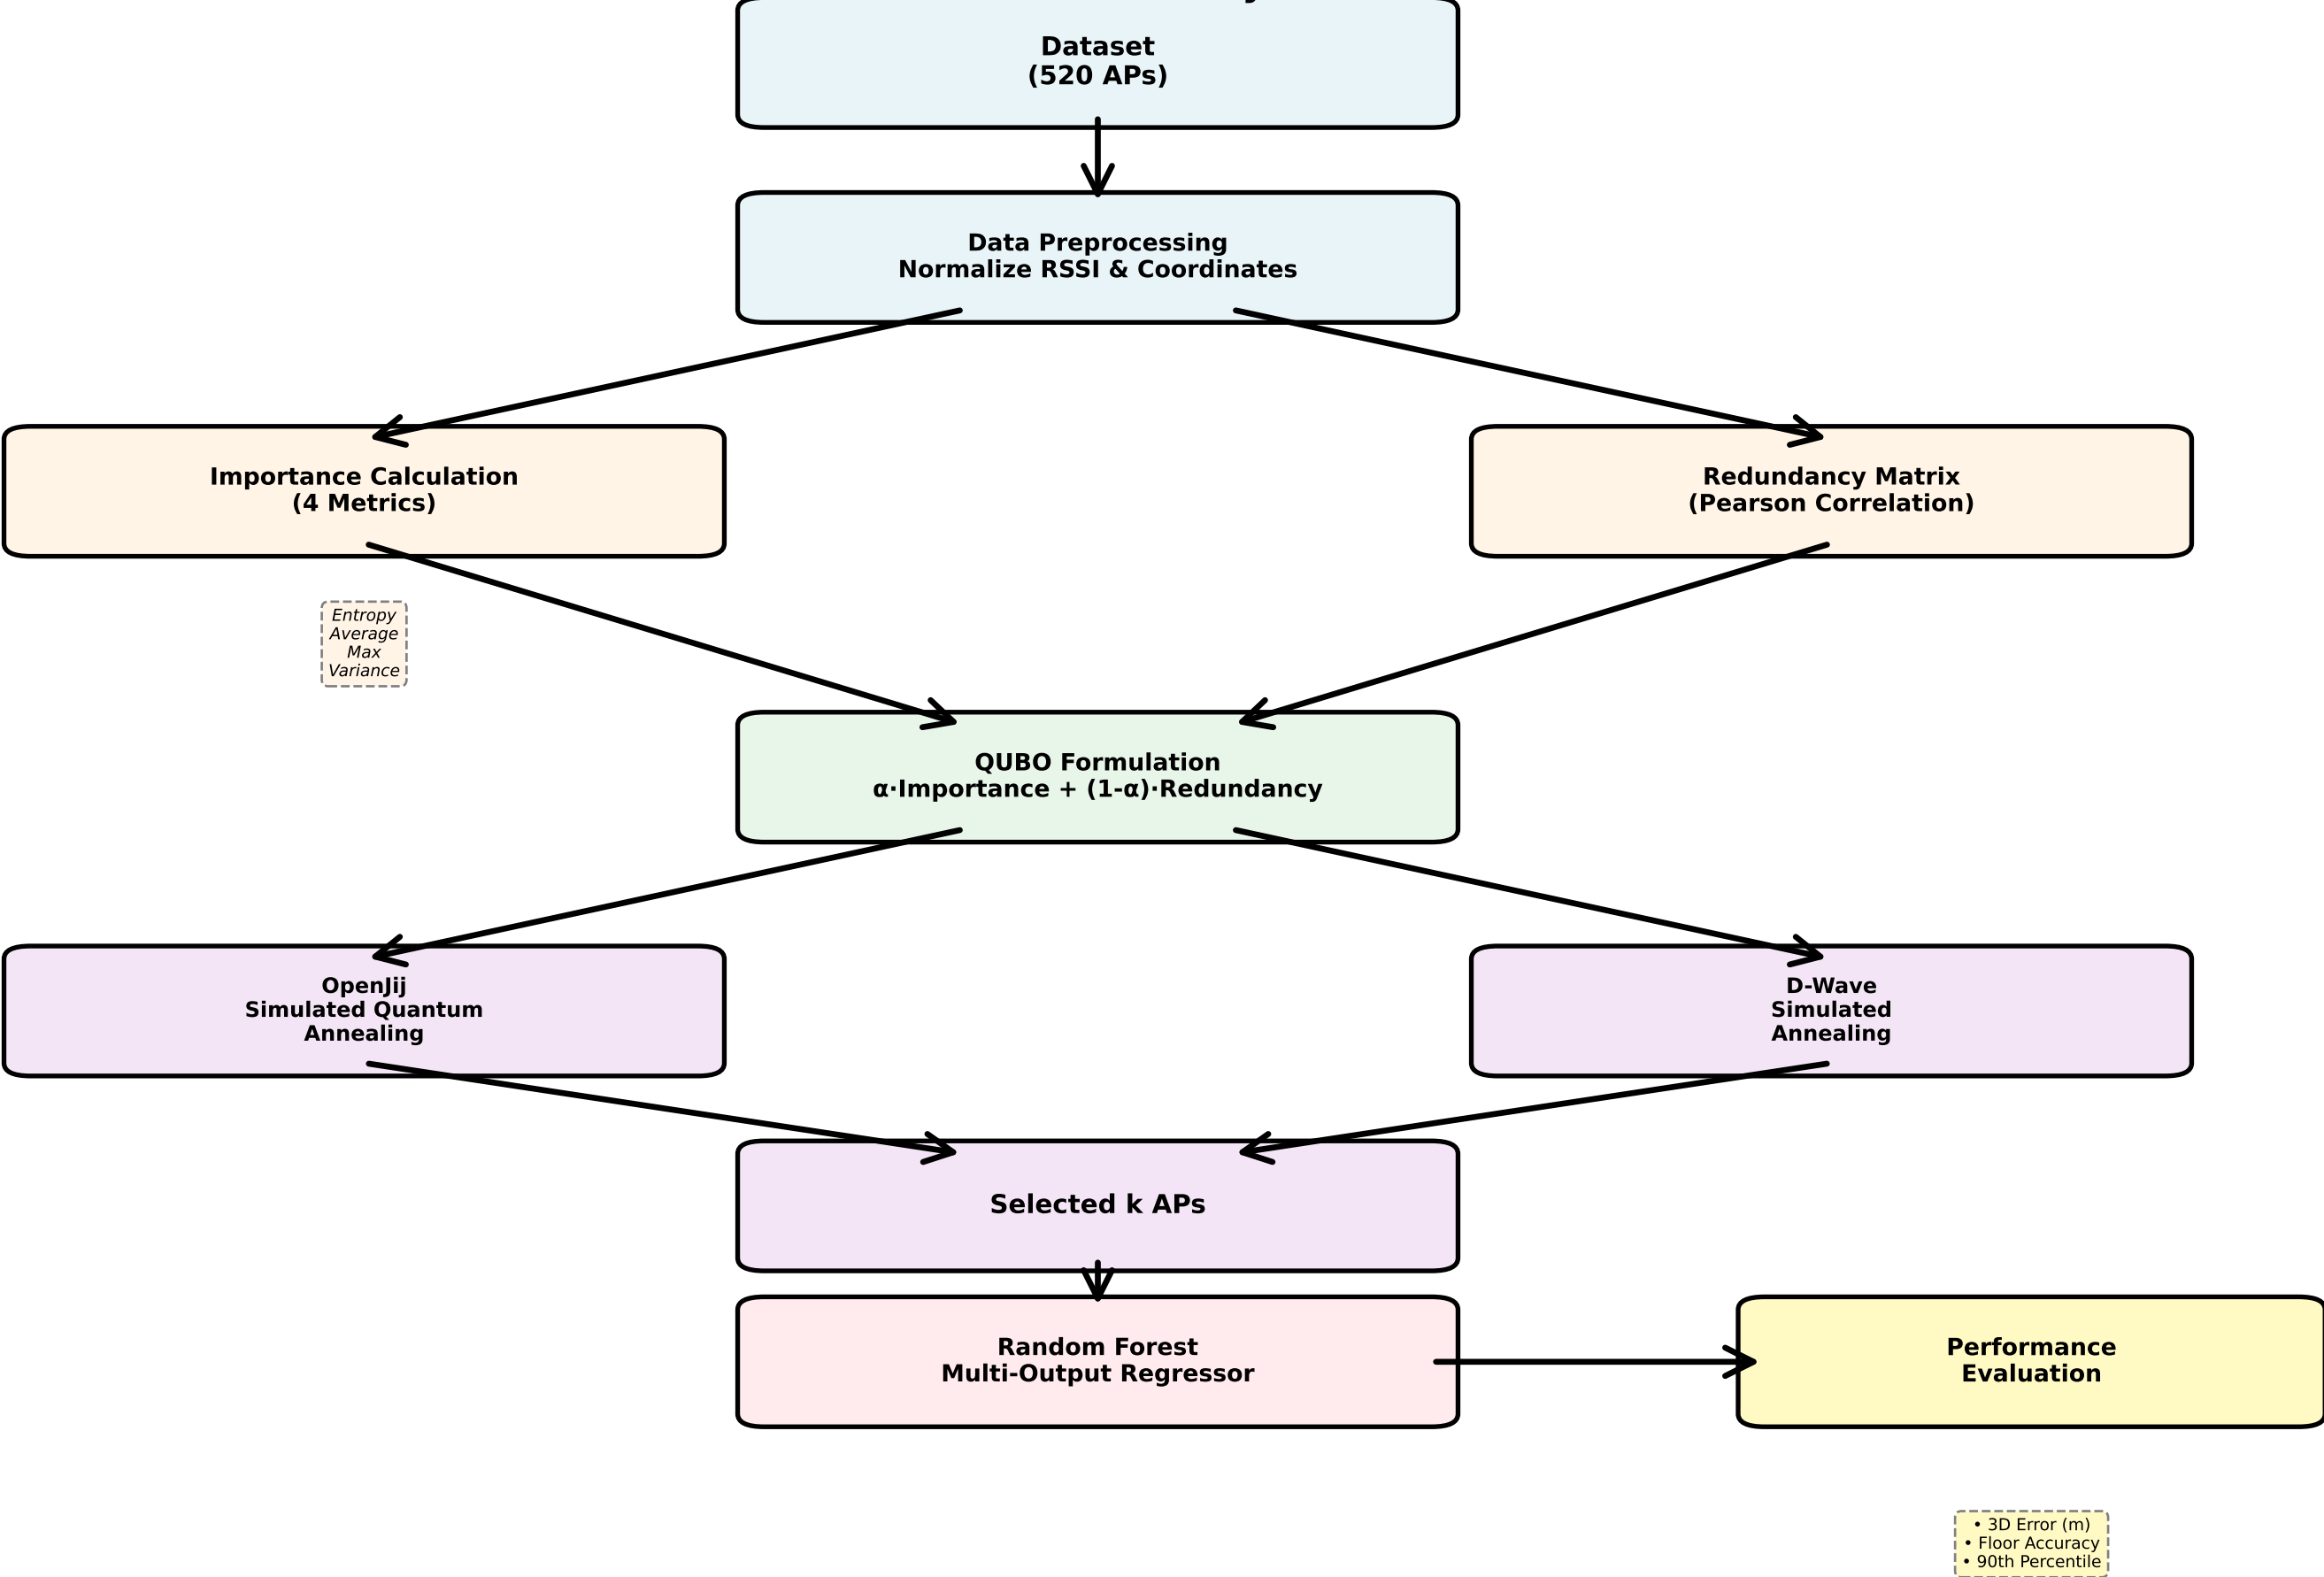 Dataset
(520 APs)
Data Preprocessing
Normalize RSSI & Coordinates
Importance Calculation
(4 Metrics)
Redundancy Matrix
(Pearson Correlation)
Entropy
Average
Max
Variance
QUBO Formulation
α·Importance + (1-α)·Redundancy
OpenJij
Simulated Quantum
Annealing
D-Wave
Simulated
Annealing
Selected k APs
Random Forest
Multi-Output Regressor
Performance
Evaluation
• 3D Error (m)
• Floor Accuracy
• 90th Percentile